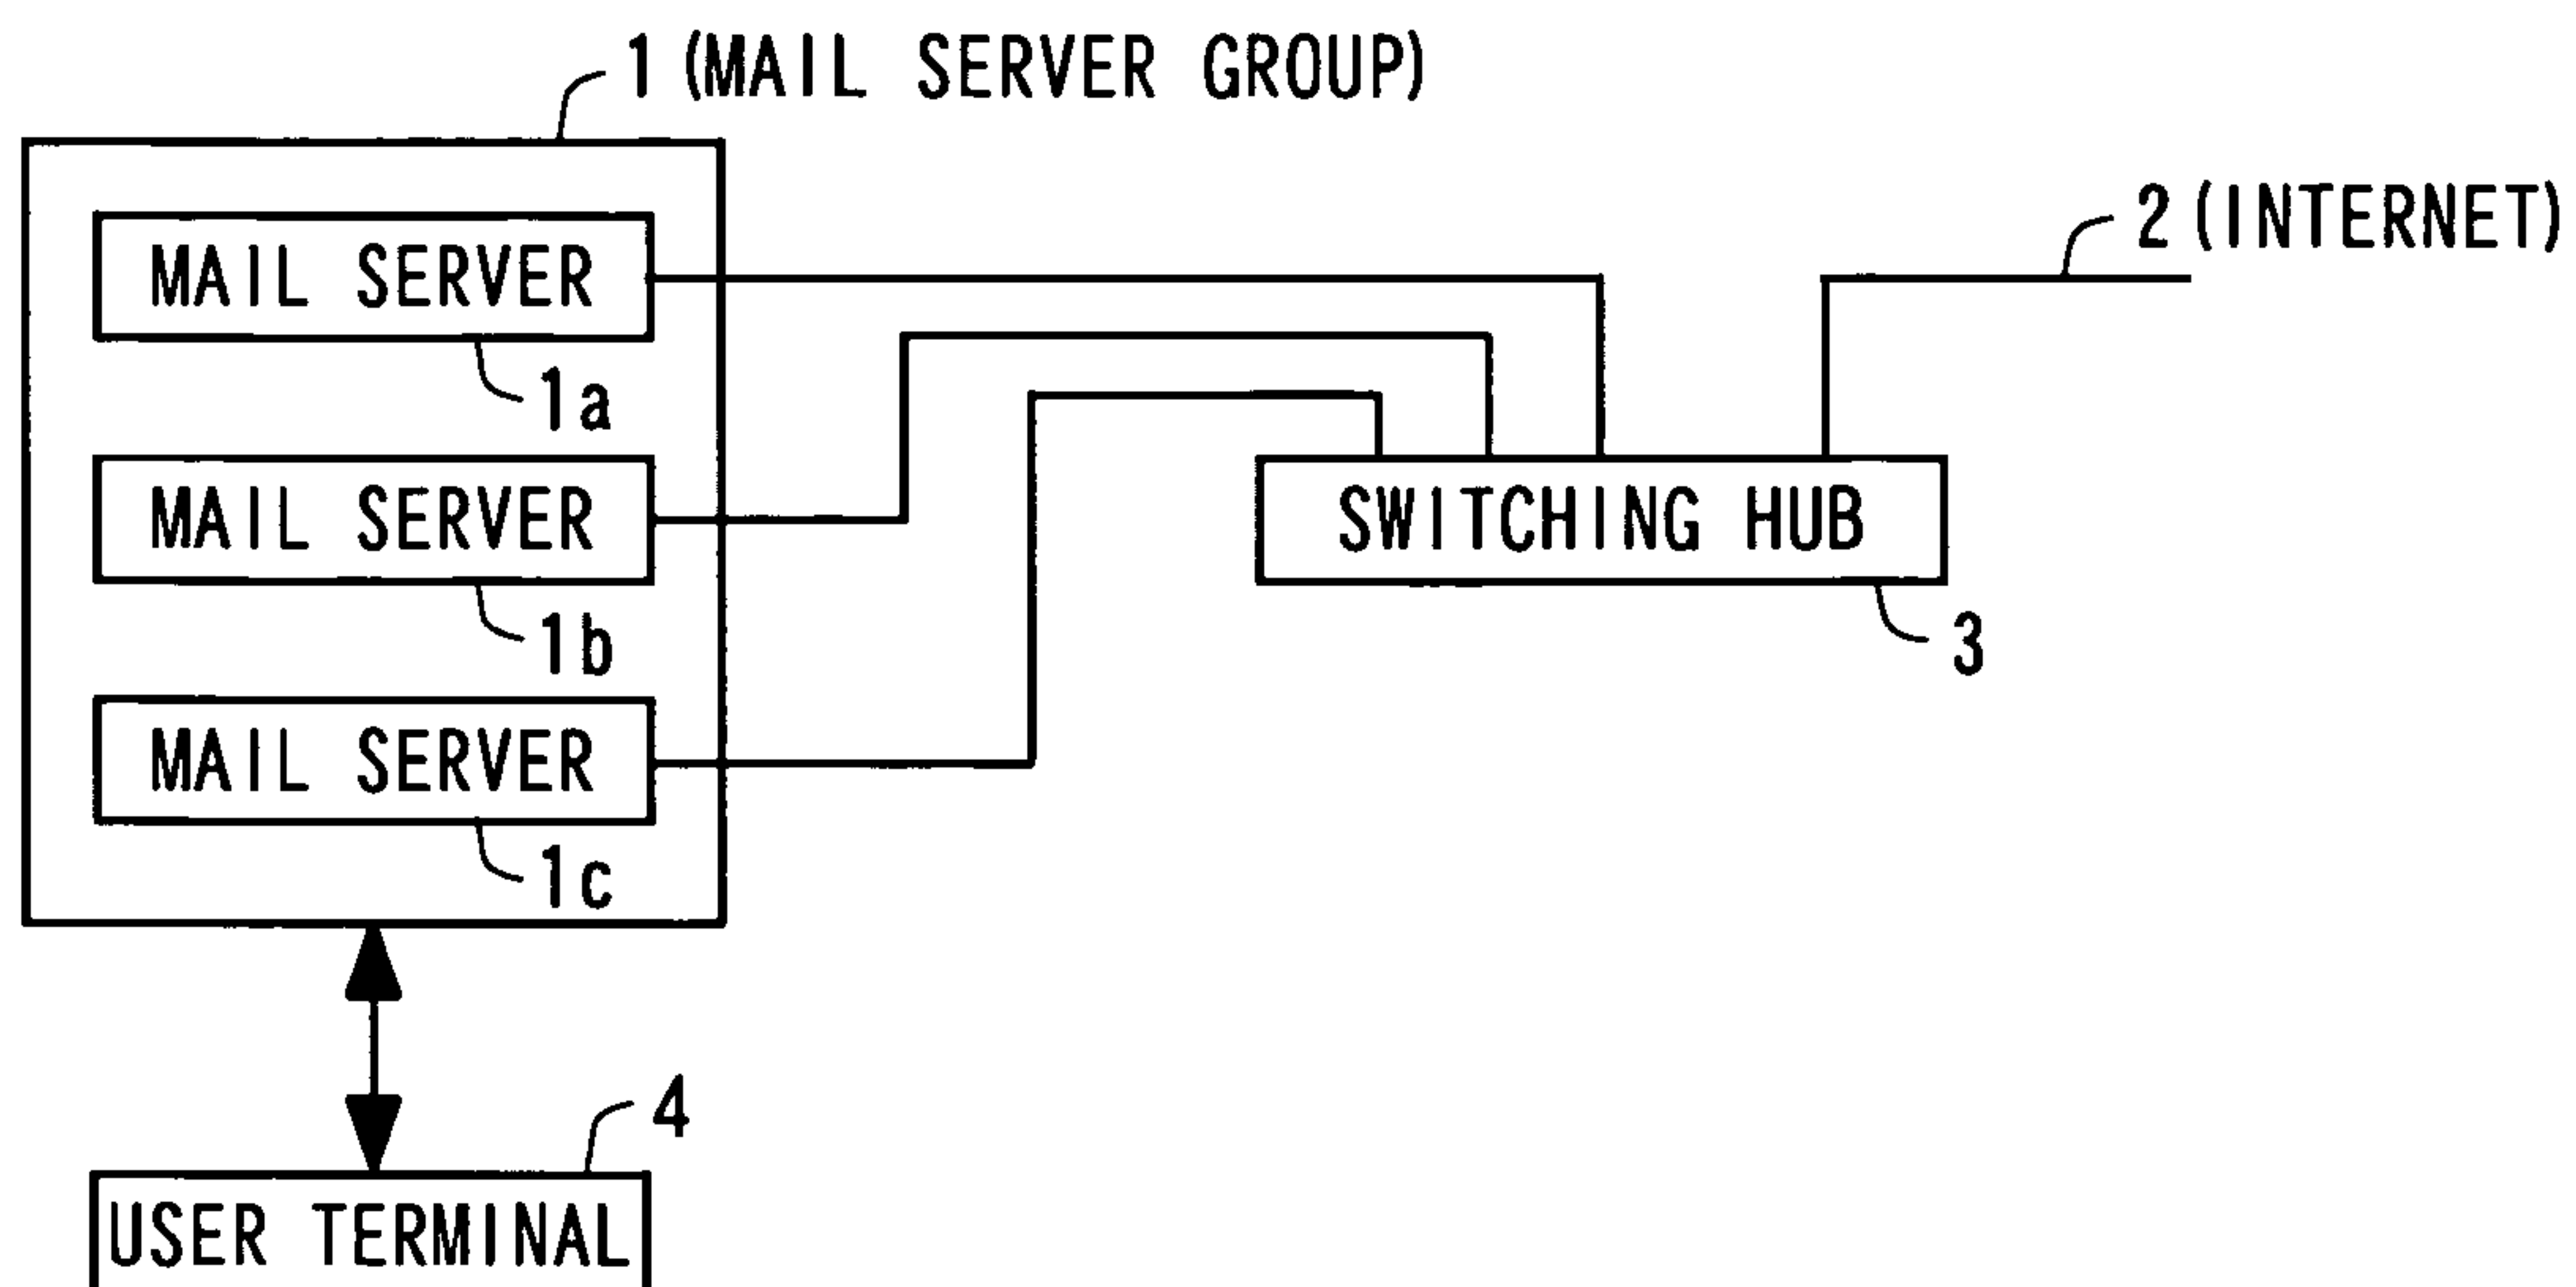 1 (MAIL SERVER GROUP)
2 (INTERNET)
MAIL SERVER
1a
MAIL SERVER
1b
SWITCHING HUB
3
MAIL SERVER
1c
4
USER TERMINAL